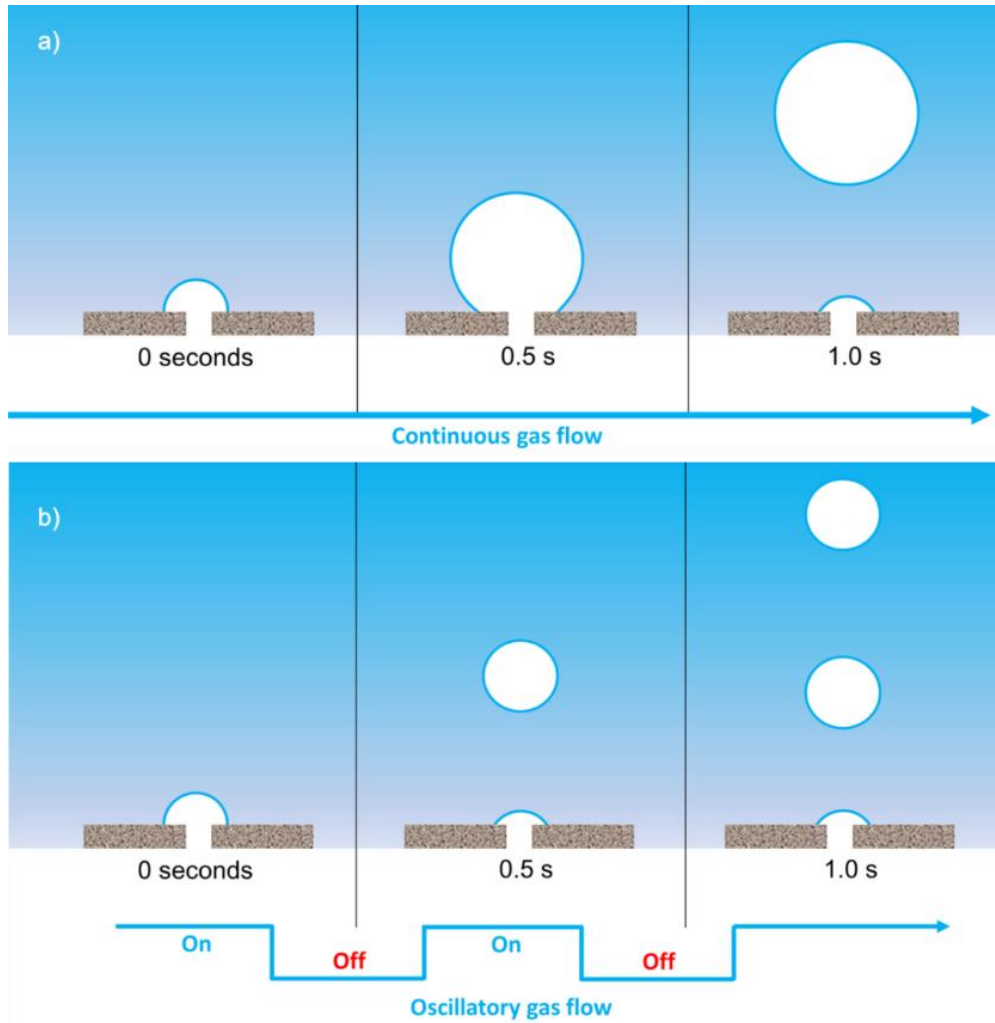 a)
0 seconds
0.5 s
1.0 s
Continuous gas flow
b)
0 seconds
0.5 s
1.0 s
On
Off
On
Off
Oscillatory gas flow